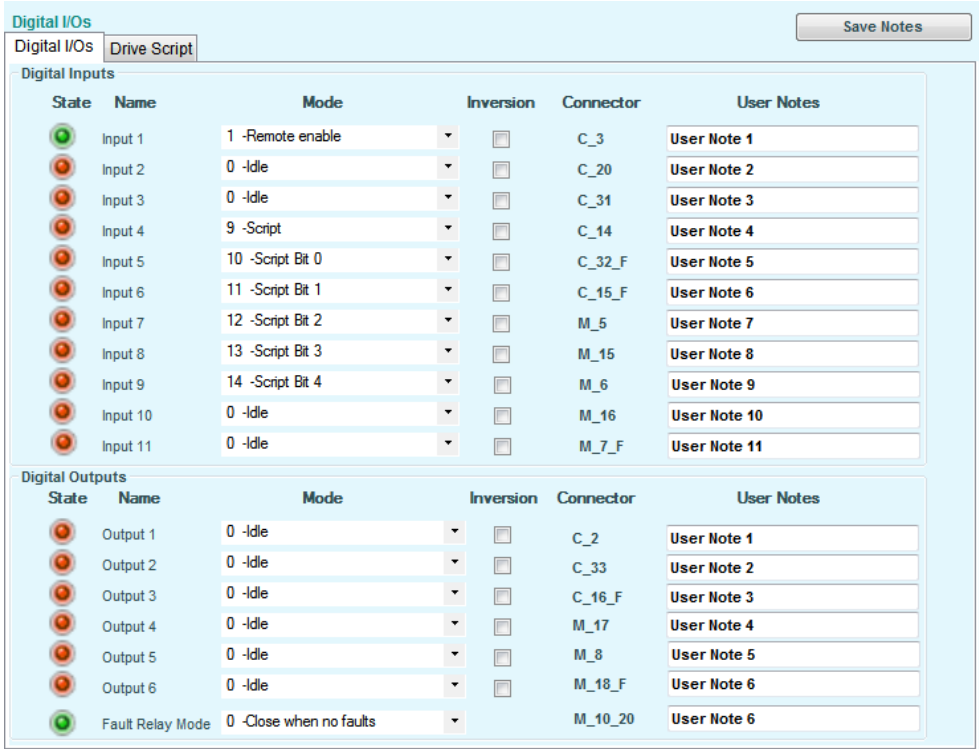 Digital I/Os
Save Notes
Digital I/Os Drive Script
Digital Inputs
State Name Mode Inversion Connector User Notes
Input 1 1 -Remote enable C_3 User Note 1
Input 2 0 -Idle C_20 User Note 2
Input 3 0 -Idle C_31 User Note 3
Input 4 9 -Script C_14 User Note 4
Input 5 10 -Script Bit 0 C_32_F User Note 5
Input 6 11 -Script Bit 1 C_15_F User Note 6
Input 7 12 -Script Bit 2 M_5 User Note 7
Input 8 13 -Script Bit 3 M_15 User Note 8
Input 9 14 -Script Bit 4 M_6 User Note 9
Input 10 0 -Idle M_16 User Note 10
Input 11 0 -Idle M_7_F User Note 11
Digital Outputs
State Name Mode Inversion Connector User Notes
Output 1 0 -Idle C_2 User Note 1
Output 2 0 -Idle C_33 User Note 2
Output 3 0 -Idle C_16_F User Note 3
Output 4 0 -Idle M_17 User Note 4
Output 5 0 -Idle M_8 User Note 5
Output 6 0 -Idle M_18_F User Note 6
Fault Relay Mode 0 -Close when no faults M_10_20 User Note 6